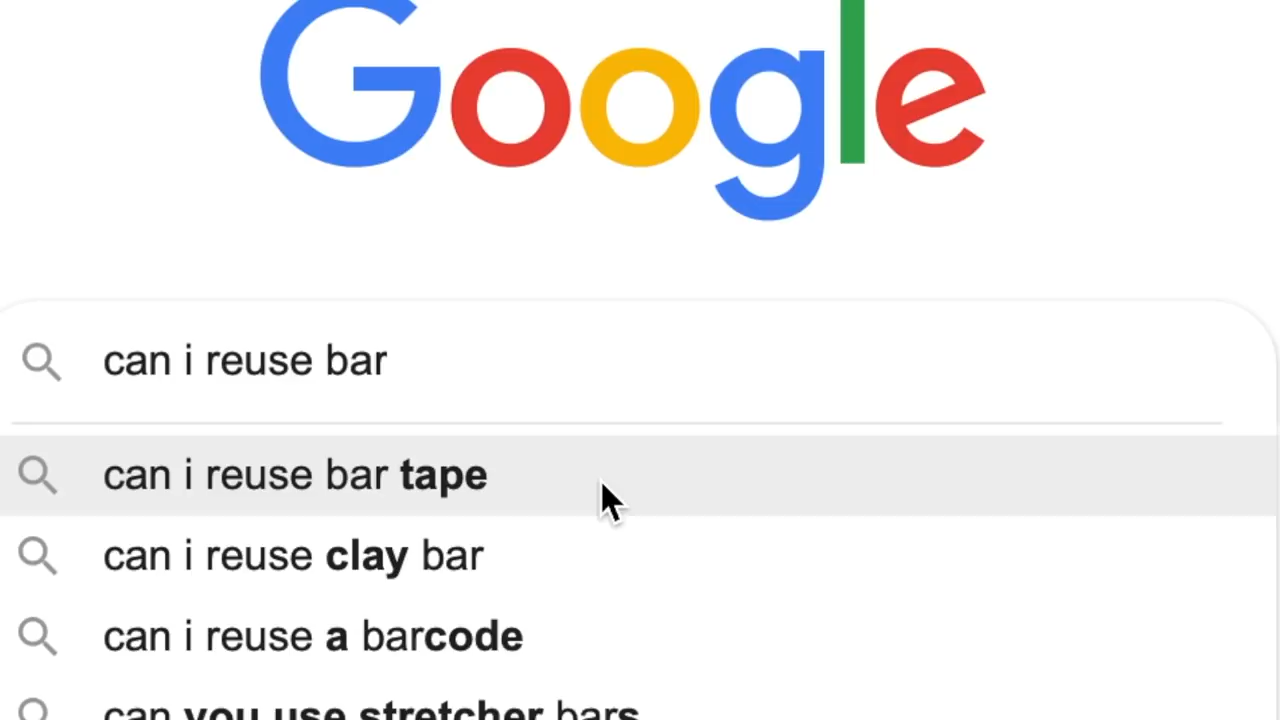 Google
can i reuse bar
can i reuse bar tape
can i reuse clay bar
can i reuse a barcode
can you use stretcher bars